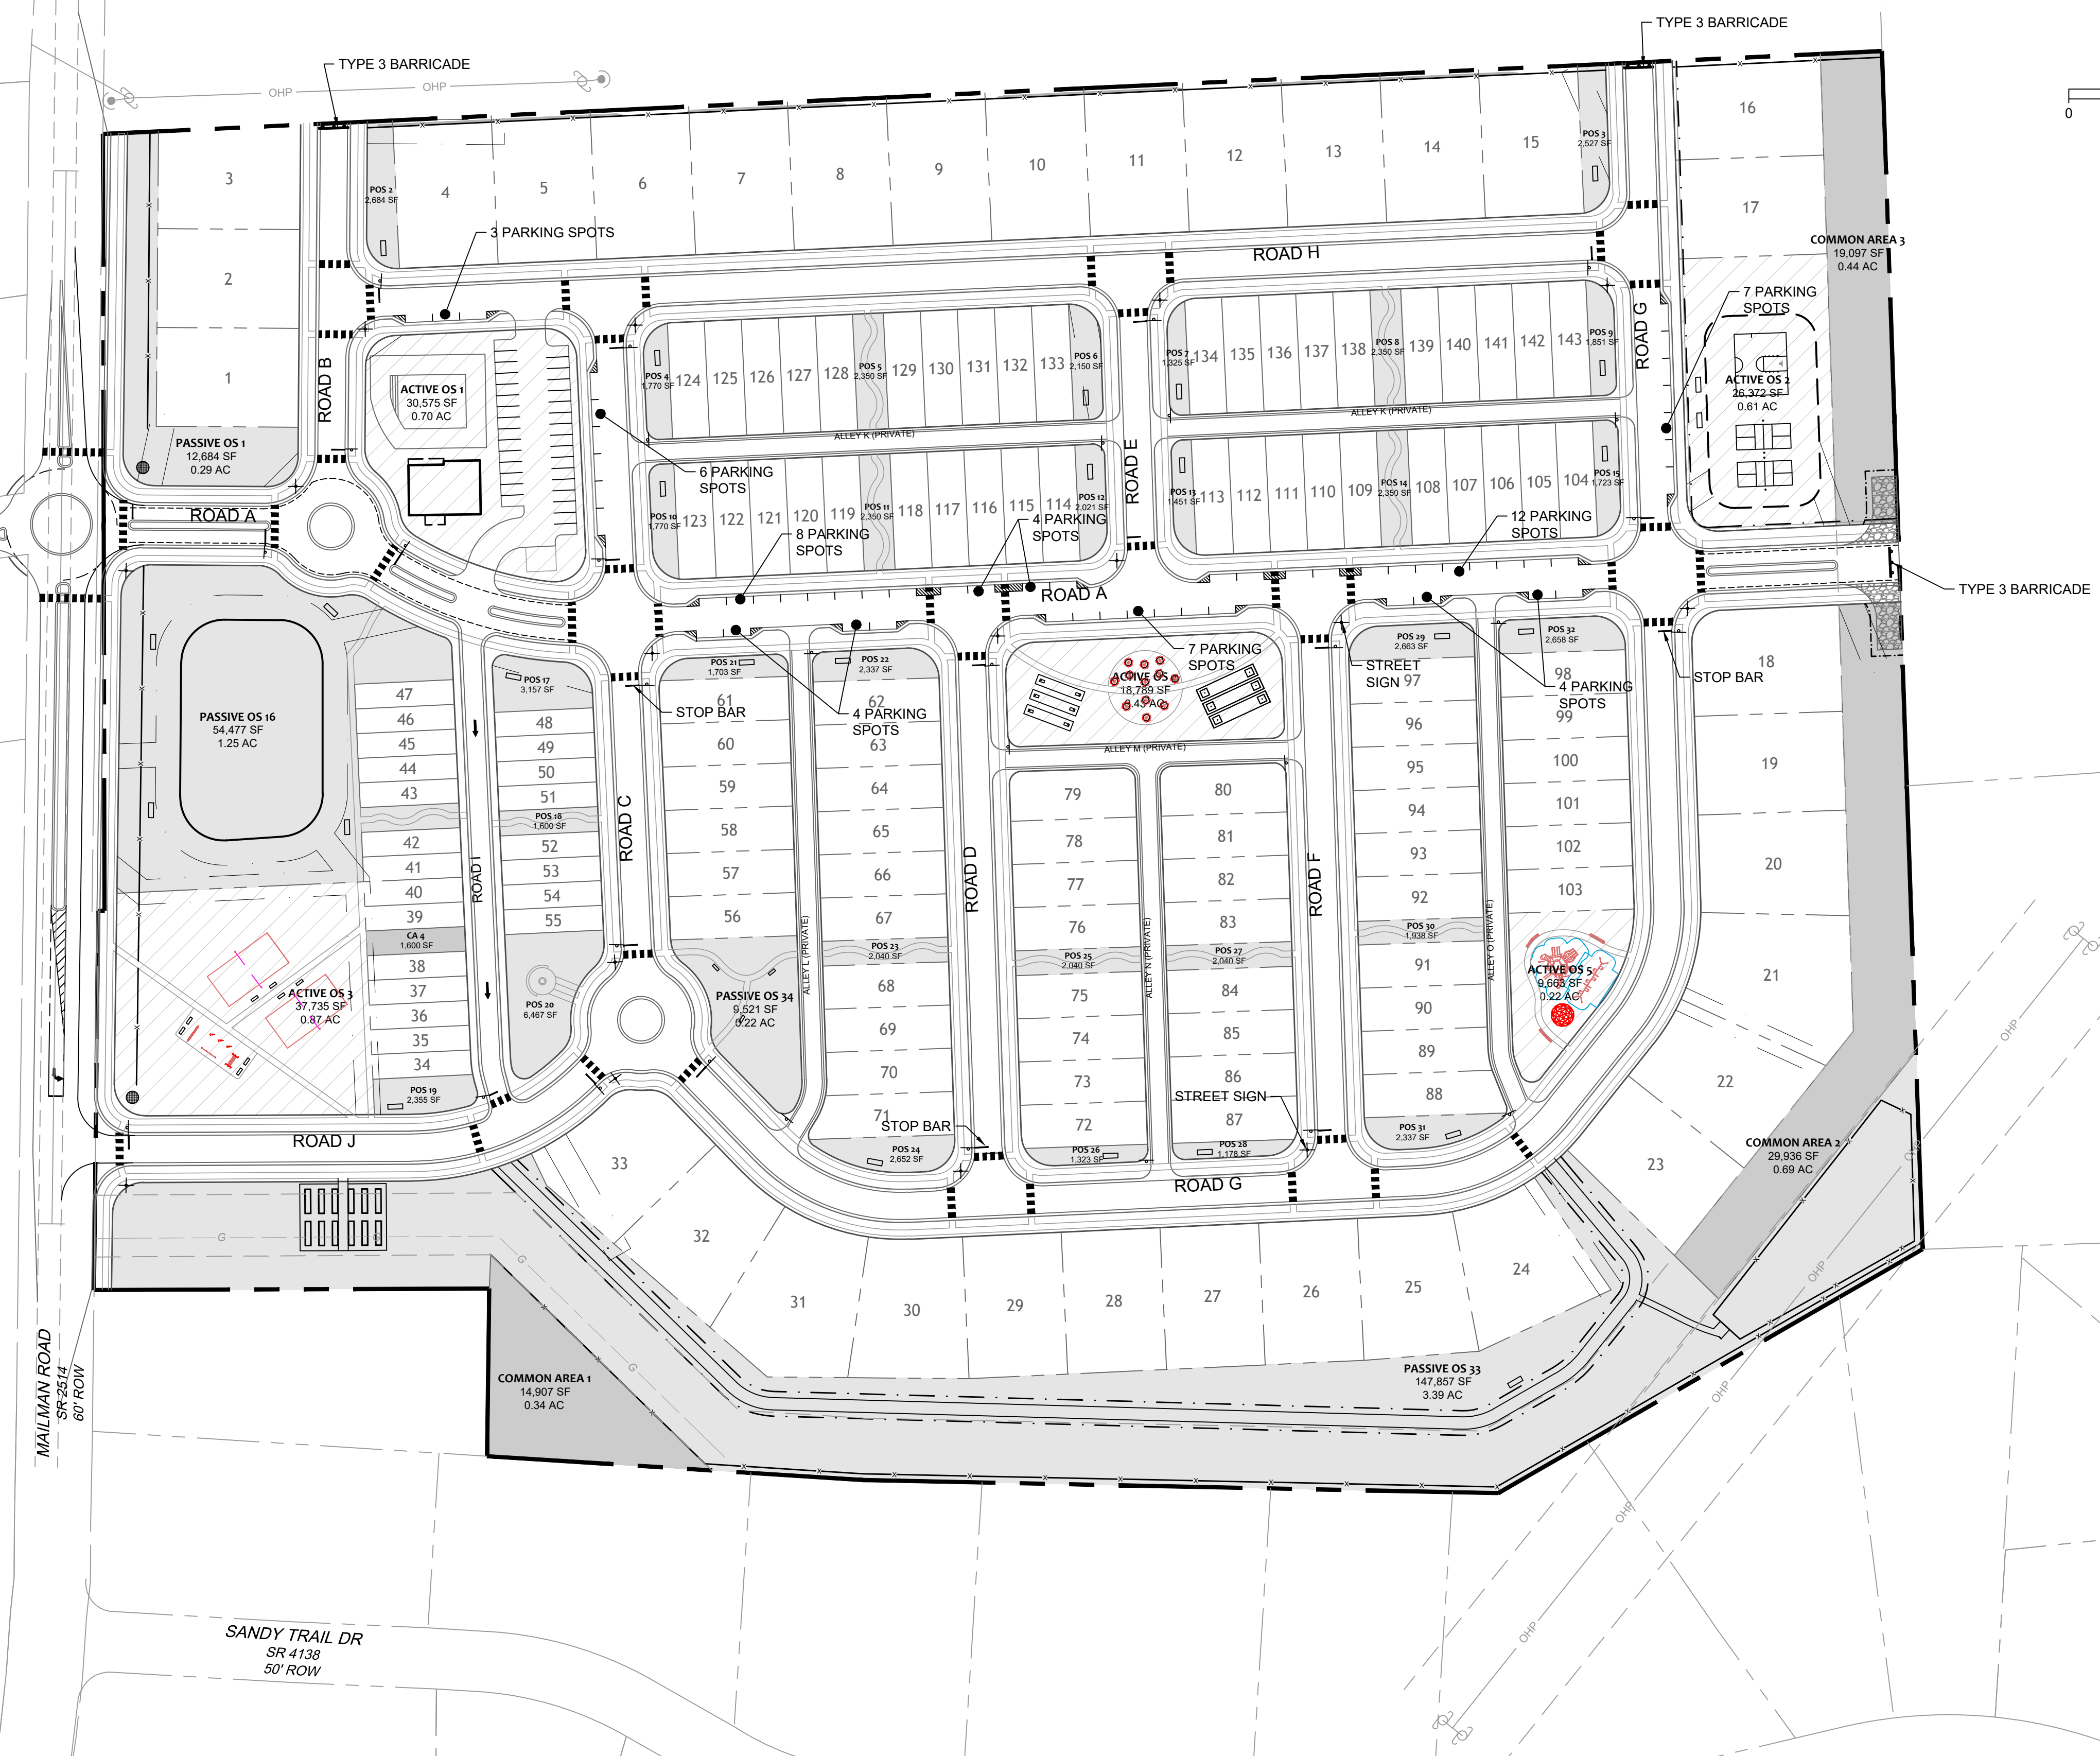 TYPE 3 BARRICADE
TYPE 3 BARRICADE
0
OHP
OHP
3
2
1
POS 2
2,684 SF
4
5
6
7
8
9
10
11
12
13
14
15
POS 3
2,527 SF
16
17
COMMON AREA 3
19,097 SF
0.44 AC
3 PARKING SPOTS
ROAD H
7 PARKING
SPOTS
ROAD B
ROAD G
ACTIVE OS 1
30,575 SF
0.70 AC
POS 4
1,770 SF
124
125
126
127
128
POS 5
2,350 SF
129
130
131
132
133
POS 6
2,150 SF
POS 7
1,325 SF
134
135
136
137
138
POS 8
2,350 SF
139
140
141
142
143
POS 9
1,851 SF
ACTIVE OS 2
26,372 SF
0.61 AC
PASSIVE OS 1
12,684 SF
0.29 AC
ALLEY K (PRIVATE)
ALLEY K (PRIVATE)
ROAD E
6 PARKING
SPOTS
POS 10
1,770 SF
123
122
121
120
119
POS 11
2,350 SF
118
117
116
115
114
POS 12
2,021 SF
POS 13
1,451 SF
113
112
111
110
109
POS 14
2,350 SF
108
107
106
105
104
POS 15
1,723 SF
ROAD A
8 PARKING
SPOTS
4 PARKING
SPOTS
12 PARKING
SPOTS
ROAD A
TYPE 3 BARRICADE
PASSIVE OS 16
54,477 SF
1.25 AC
47
46
45
44
43
42
41
40
39
CA 4
1,600 SF
38
37
36
35
34
POS 19
2,355 SF
ROAD I
POS 17
3,157 SF
48
49
50
51
POS 18
1,600 SF
52
53
54
55
POS 20
6,467 SF
ROAD C
STOP BAR
POS 21
1,703 SF
61
60
59
58
57
56
PASSIVE OS 34
9,521 SF
0.22 AC
ALLEY L (PRIVATE)
POS 22
2,337 SF
62
4 PARKING
SPOTS
63
64
65
66
67
POS 23
2,040 SF
68
69
70
71
POS 24
2,652 SF
ROAD D
STOP BAR
7 PARKING
SPOTS
ACTIVE OS
18,789 SF
0.43 AC
ALLEY M (PRIVATE)
79
78
77
76
POS 25
2,040 SF
75
74
73
72
POS 26
1,323 SF
ALLEY N (PRIVATE)
80
81
82
83
POS 27
2,040 SF
84
85
86
STREET SIGN
87
POS 28
1,178 SF
ROAD F
STREET
SIGN
POS 29
2,663 SF
97
96
95
94
93
92
POS 30
1,938 SF
91
90
89
88
POS 31
2,337 SF
ALLEY O (PRIVATE)
POS 32
2,658 SF
98
4 PARKING
SPOTS
99
100
101
102
103
ACTIVE OS 5
9,663 SF
0.22 AC
STOP BAR
18
19
20
21
22
23
ACTIVE OS 3
37,735 SF
0.87 AC
ROAD J
ROAD G
33
32
31
30
29
28
27
26
25
24
COMMON AREA 2
29,936 SF
0.69 AC
OHP
OHP
OHP
OHP
OHP
OHP
G
G
G
G
COMMON AREA 1
14,907 SF
0.34 AC
PASSIVE OS 33
147,857 SF
3.39 AC
MAILMAN ROAD
SR 2514
60' ROW
SANDY TRAIL DR
SR 4138
50' ROW